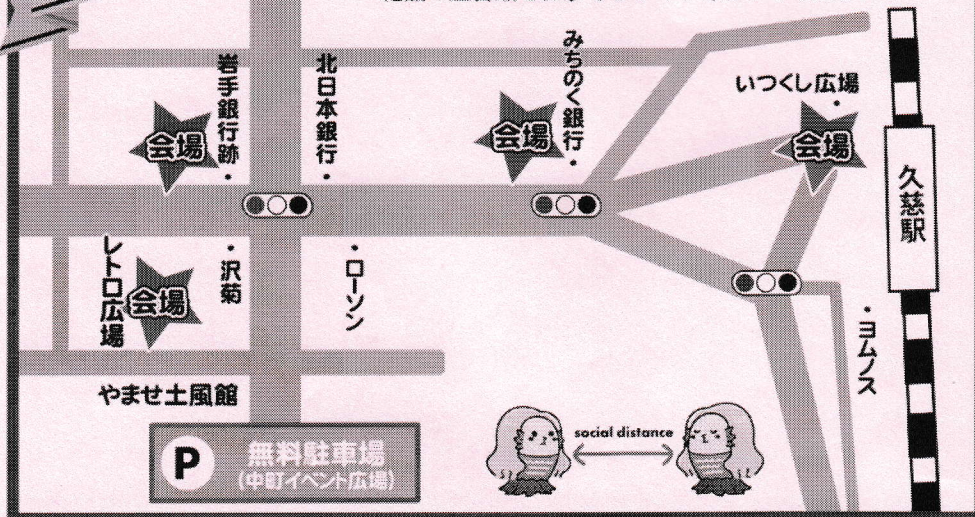 みちのく銀行
岩手銀行跡
北日本銀行
いつくし広場
会場
会場
会場
久慈駅
レトロ広場
会場
沢菊
ローソン
ヨムノス
やませ土風館
P
無料駐車場
(中町イベント広場)
social distance